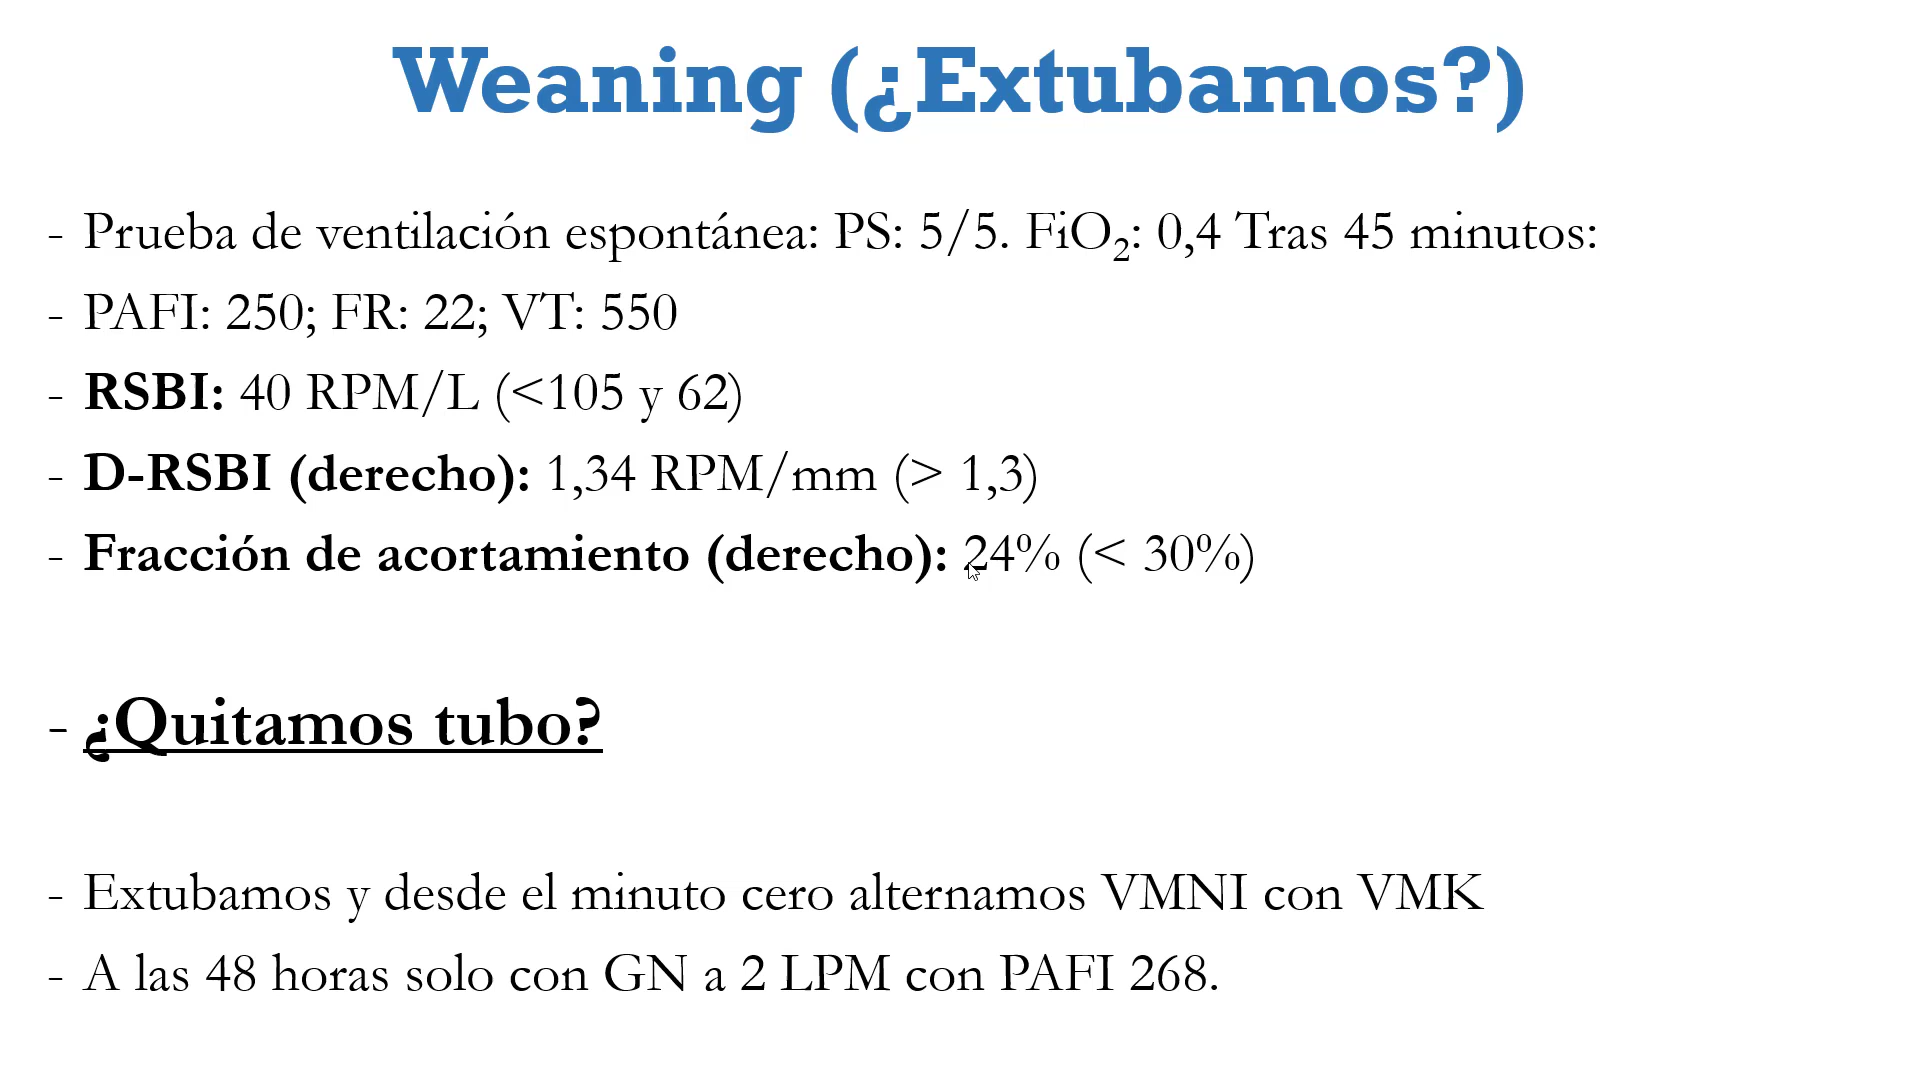 Weaning (¿Extubamos?)
- Prueba de ventilación espontánea: PS: 5/5. FiO₂: 0,4 Tras 45 minutos:
- PAFI: 250; FR: 22; VT: 550
- RSBI: 40 RPM/L (<105 y 62)
- D-RSBI (derecho): 1,34 RPM/mm (> 1,3)
- Fracción de acortamiento (derecho): 24% (< 30%)
- ¿Quitamos tubo?
- Extubamos y desde el minuto cero alternamos VMNI con VMK
- A las 48 horas solo con GN a 2 LPM con PAFI 268.